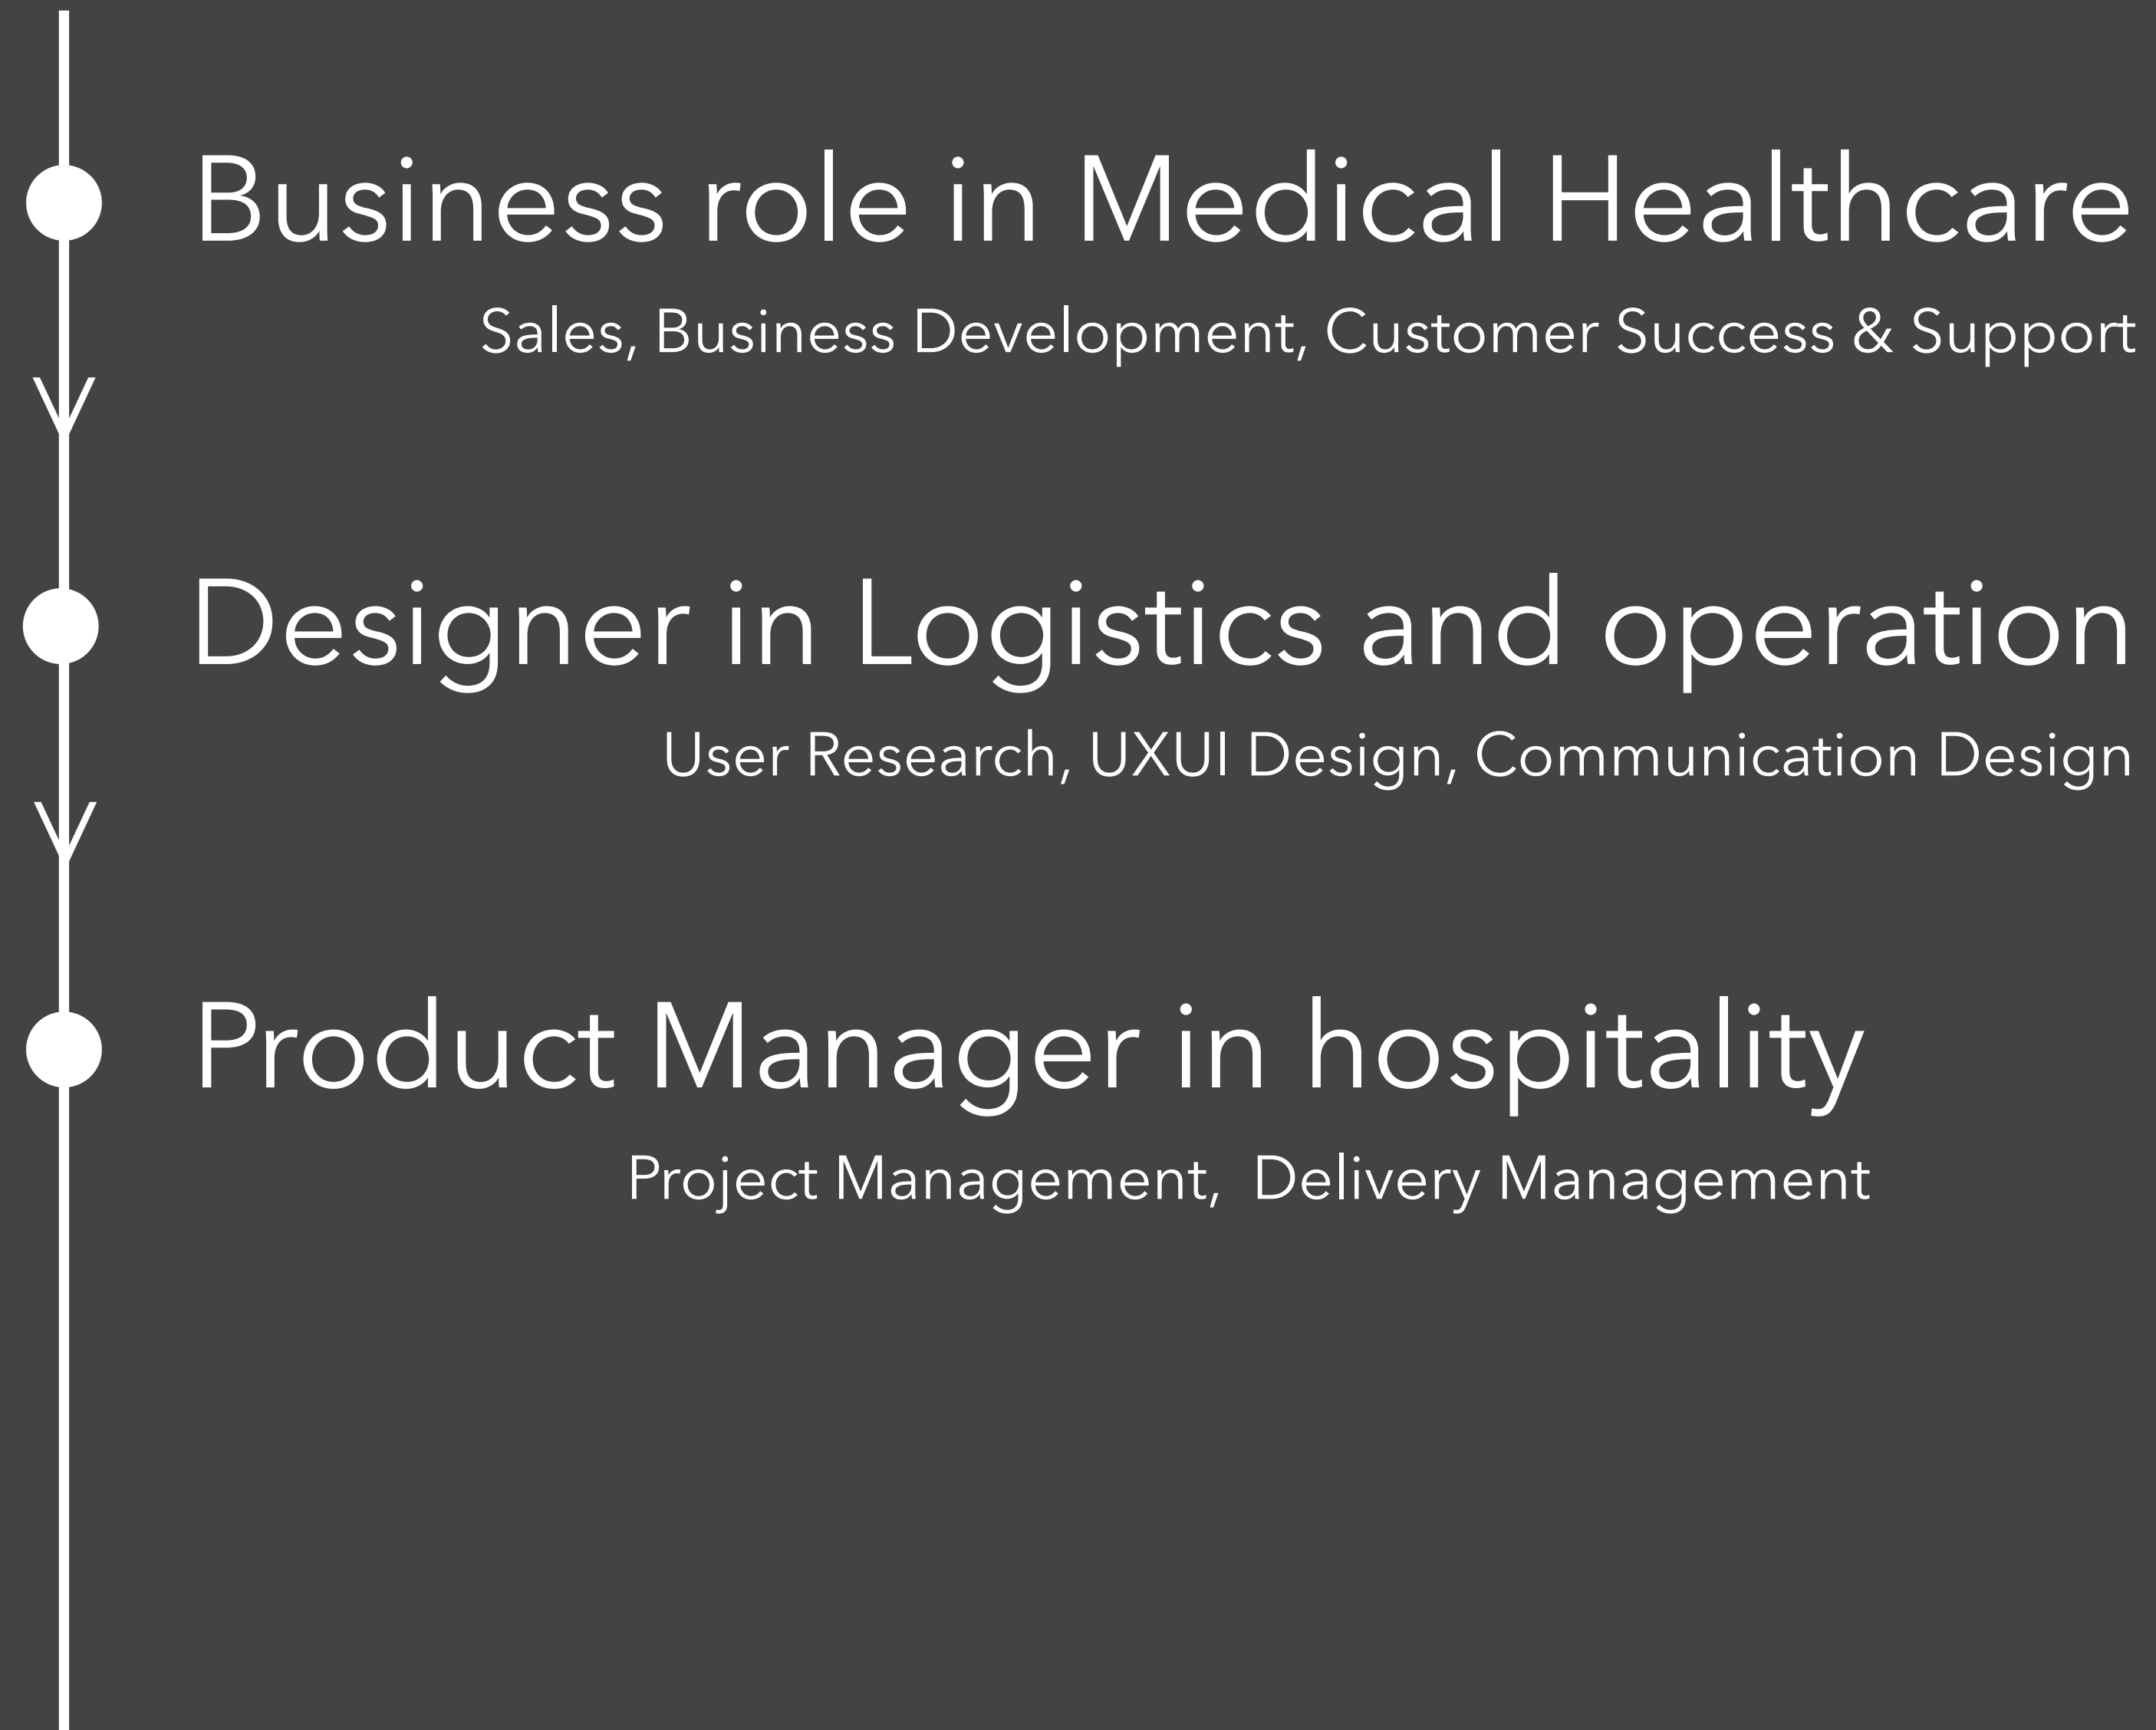 Business role in Medical Healthcare
Sales, Business Development, Customer Success & Support
Designer in Logistics and operation
User Research, UXUI Design, Communication Design
Product Manager in hospitality
Project Management, Delivery Management